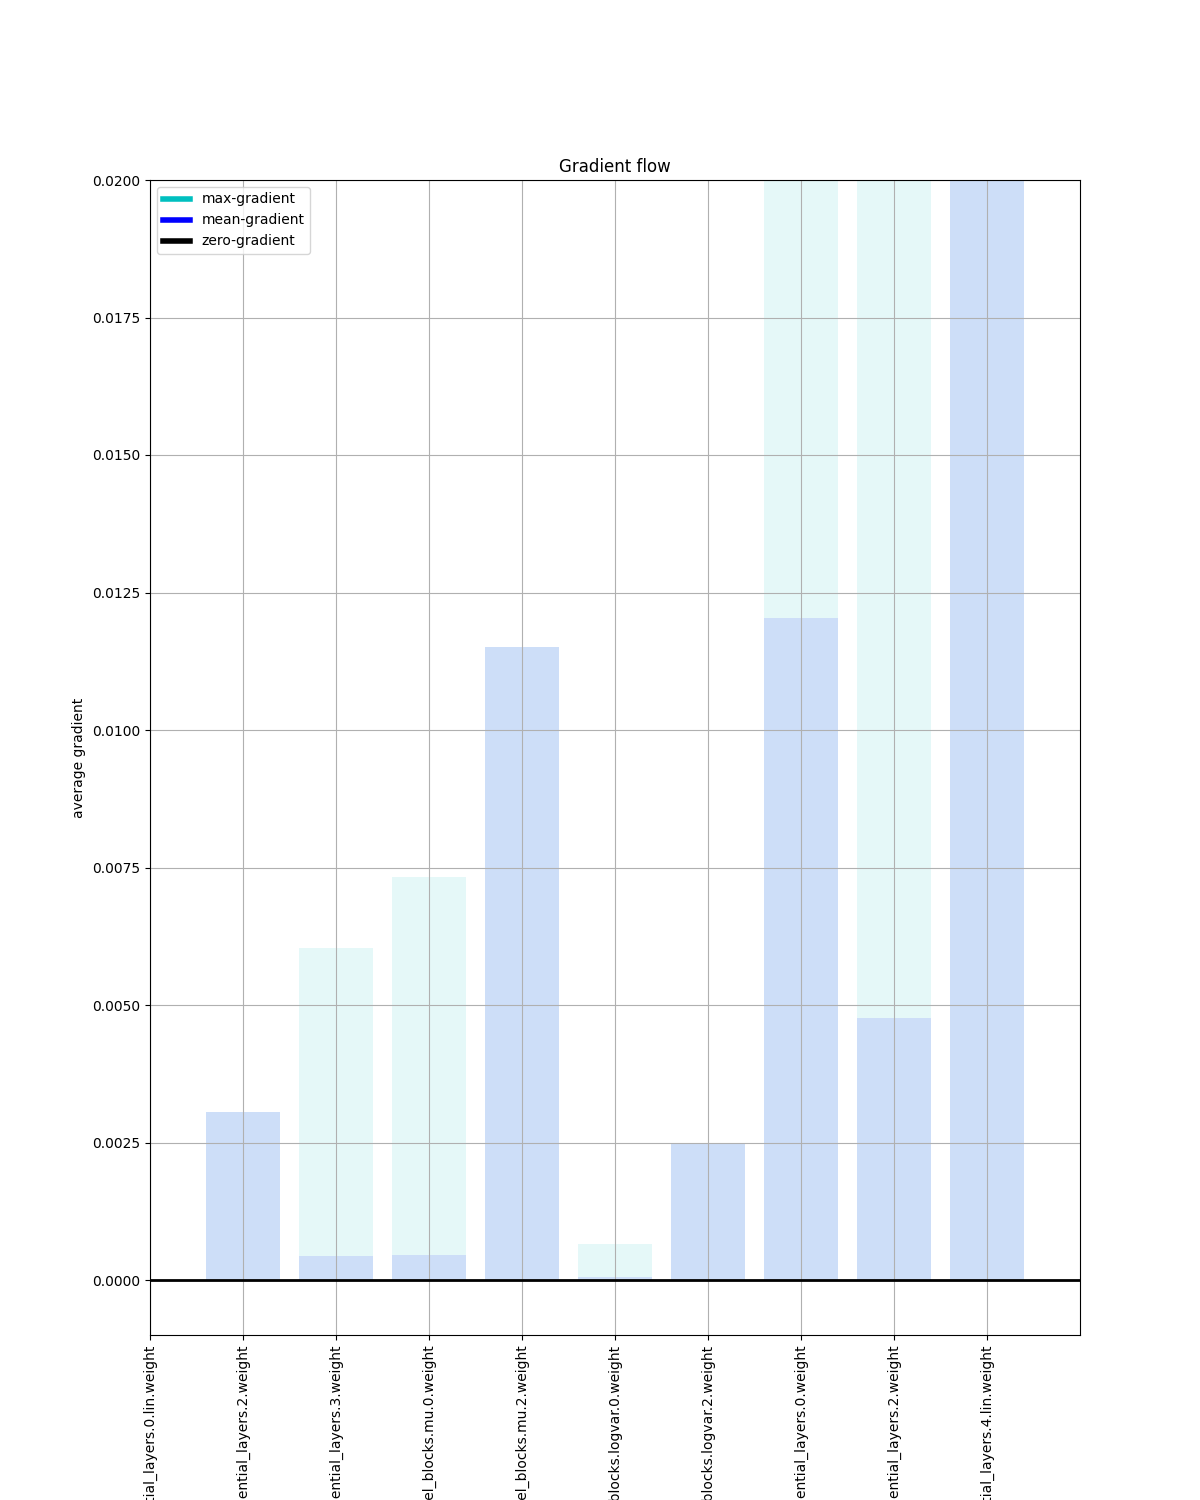 Gradient flow
max-gradient
mean-gradient
zero-gradient
0.0200
0.0175
0.0150
0.0125
0.0100
0.0075
0.0050
0.0025
0.0000
average gradient
tial_layers.0.lin.weight
ential_layers.2.weight
ential_layers.3.weight
el_blocks.mu.0.weight
el_blocks.mu.2.weight
blocks.logvar.0.weight
blocks.logvar.2.weight
ential_layers.0.weight
ential_layers.2.weight
tial_layers.4.lin.weight